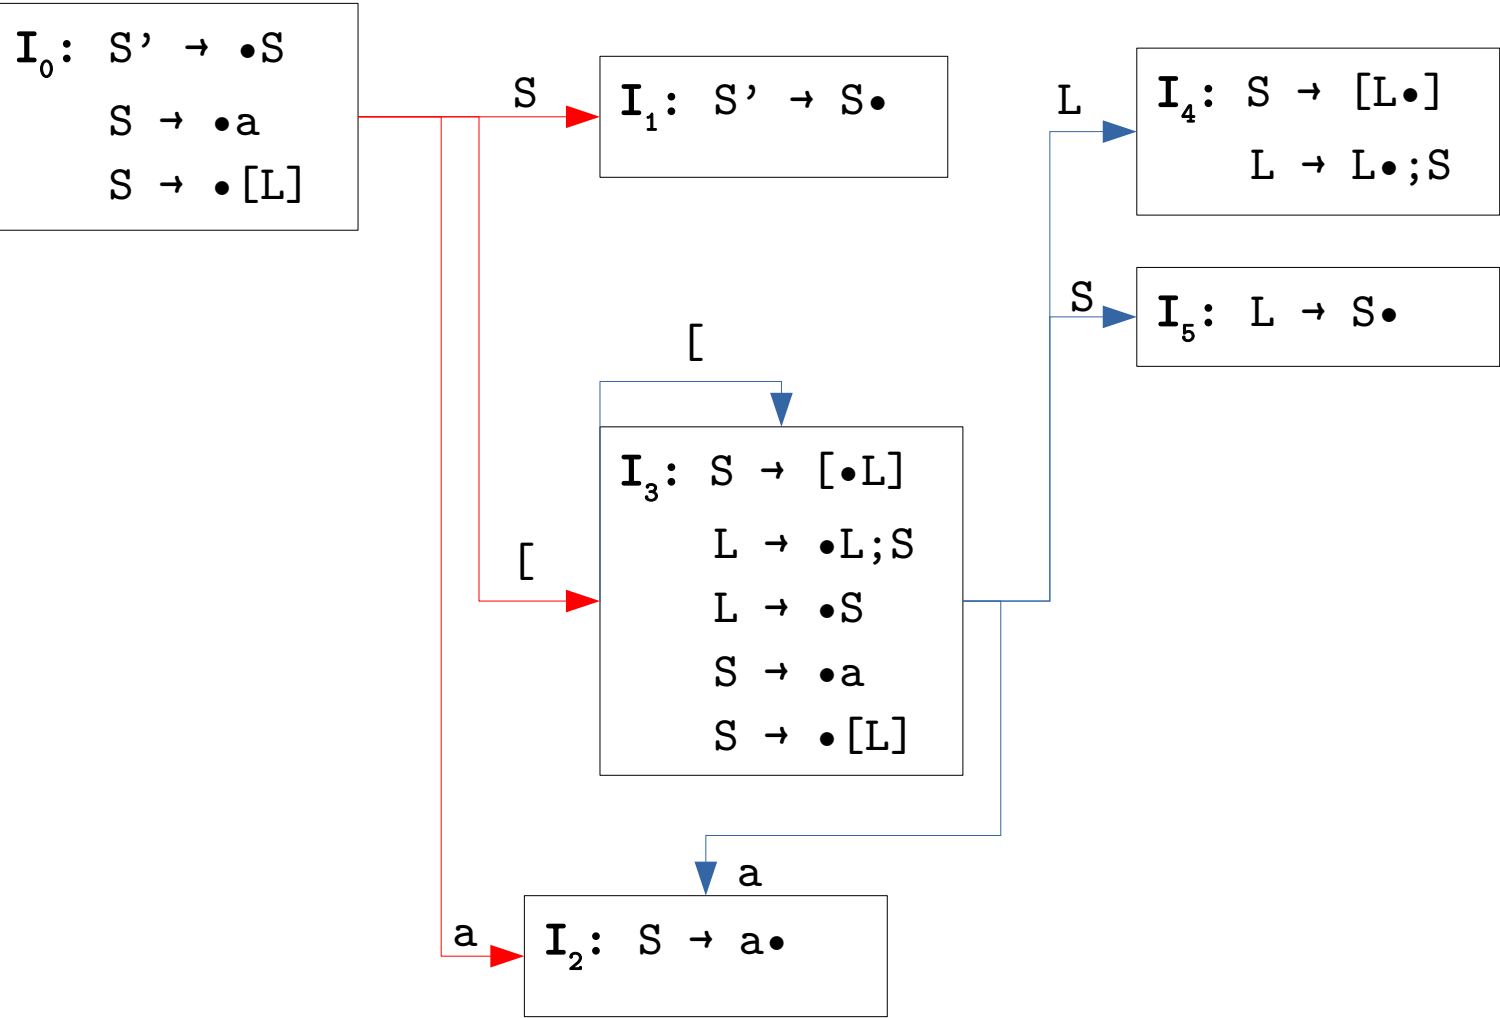 I0: S’ → •S
S → •a
S → •[L]
S
I1: S’ → S•
L
I4: S → [L•]
L → L•;S
S
I5: L → S•
[
[
I3: S → [•L]
L → •L;S
L → •S
S → •a
S → •[L]
a
a
I2: S → a•